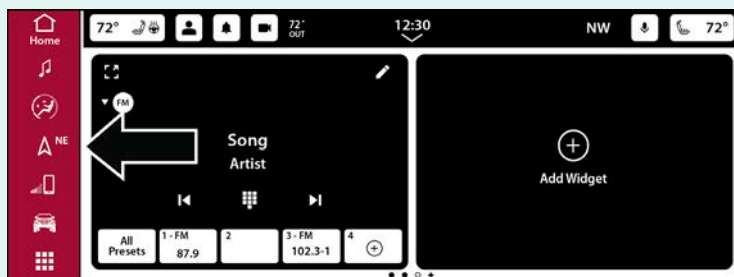 Home
72°
72°
OUT
12:30
NW
72°
FM
NE
Song
Artist
Add Widget
All
Presets
1 - FM
87.9
2
3 - FM
102.3-1
4